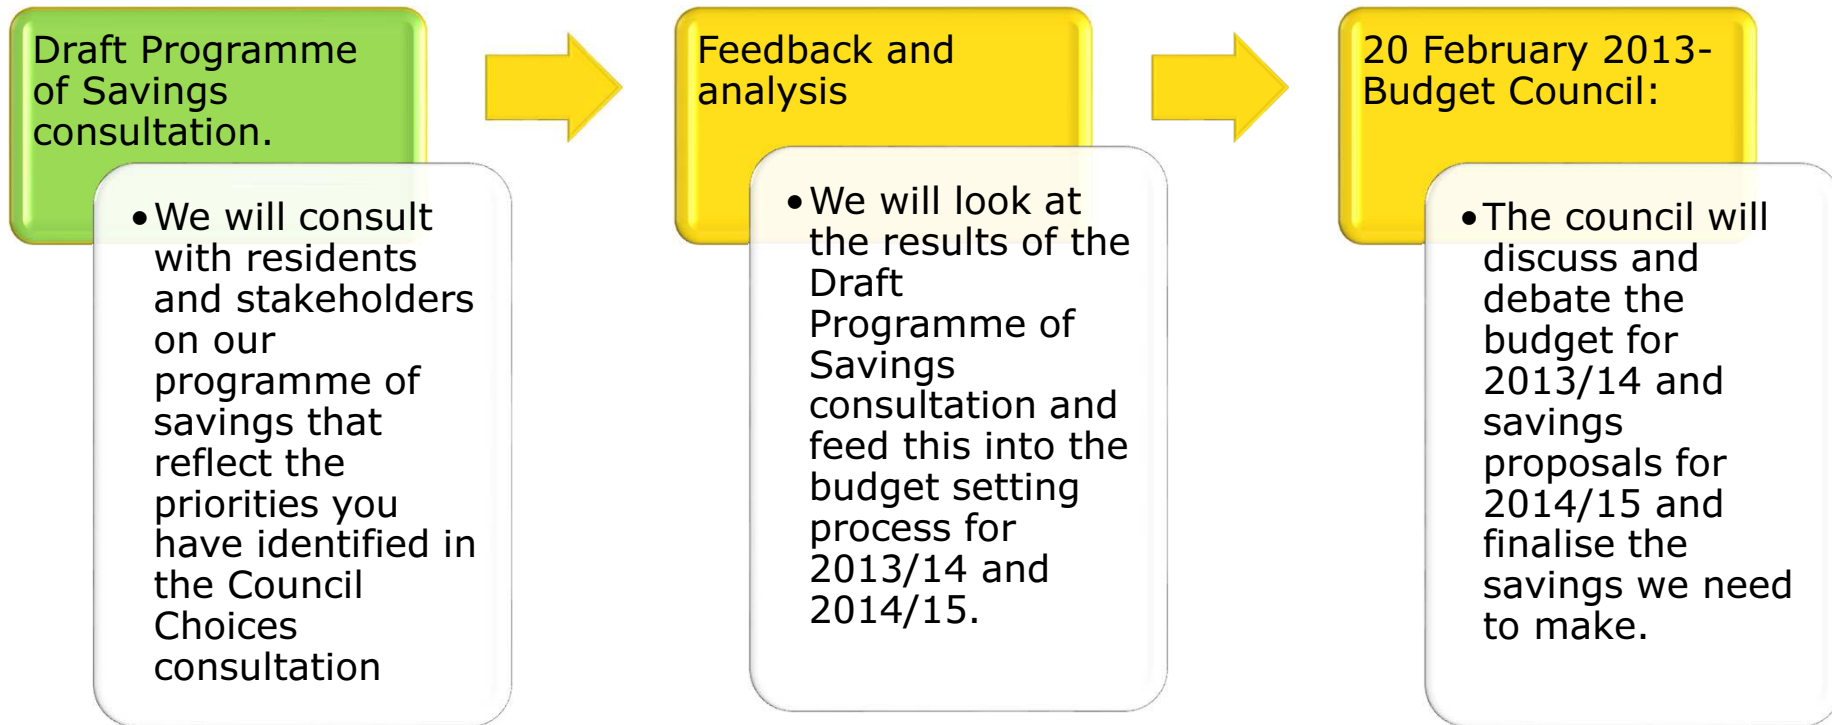 Draft Programme
of Savings
consultation.
•We will consult
with residents
and stakeholders
on our
programme of
savings that
reflect the
priorities you
have identified in
the Council
Choices
consultation
Feedback and
analysis
•We will look at
the results of the
Draft
Programme of
Savings
consultation and
feed this into the
budget setting
process for
2013/14 and
2014/15.
20 February 2013-
Budget Council:
•The council will
discuss and
debate the
budget for
2013/14 and
savings
proposals for
2014/15 and
finalise the
savings we need
to make.